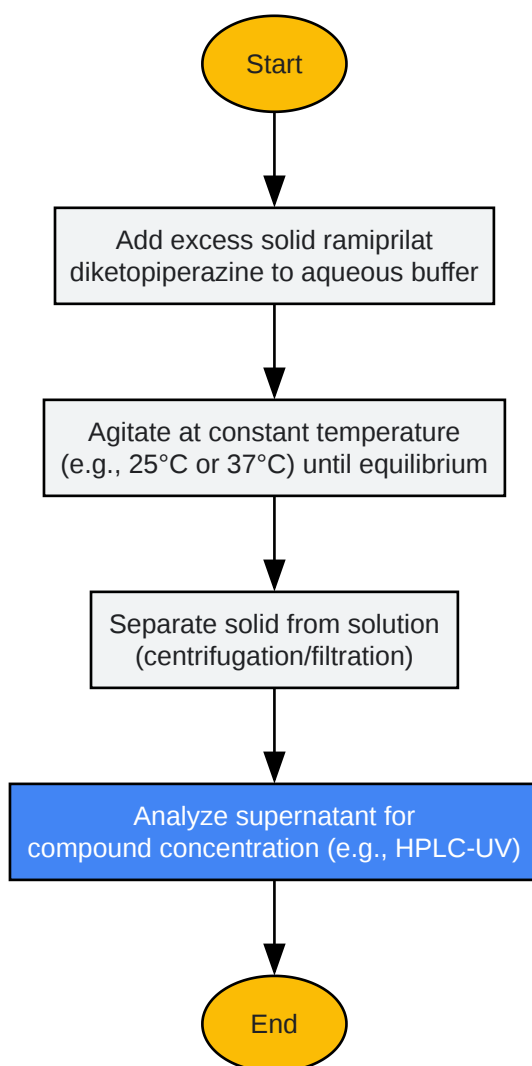 Start
Add excess solid ramiprilat
diketopiperazine to aqueous buffer
Agitate at constant temperature
(e.g., 25°C or 37°C) until equilibrium
Separate solid from solution
(centrifugation/filtration)
Analyze supernatant for
compound concentration (e.g., HPLC-UV)
End